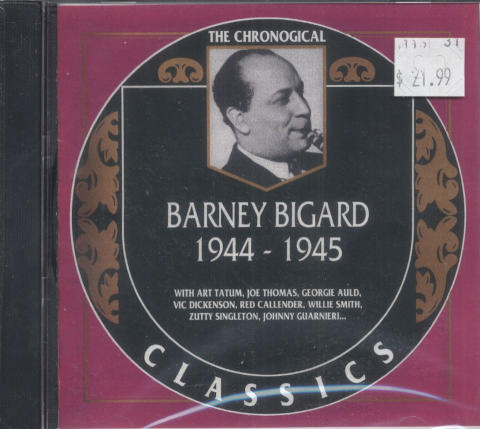 THE CHRONOGICAL
$ 21.99
BARNEY BIGARD
1944 - 1945
WITH ART TATUM, JOE THOMAS, GEORGIE AULD,
VIC DICKENSON, RED CALLENDER, WILLIE SMITH,
ZUTTY SINGLETON, JOHNNY GUARNIERI...
CLASSICS